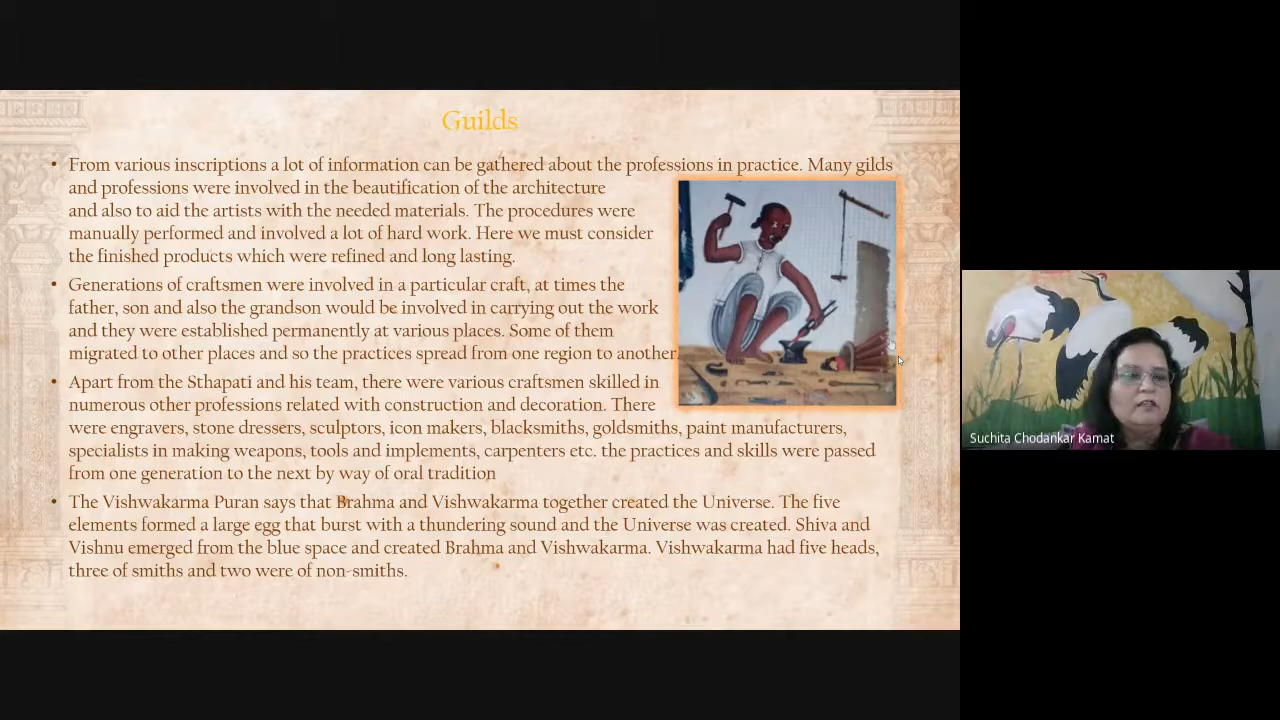 Guilds
• From various inscriptions a lot of information can be gathered about the professions in practice. Many gilds
and professions were involved in the beautification of the architecture
and also to aid the artists with the needed materials. The procedures were
manually performed and involved a lot of hard work. Here we must consider
the finished products which were refined and long lasting.
• Generations of craftsmen were involved in a particular craft, at times the
father, son and also the grandson would be involved in carrying out the work
and they were established permanently at various places. Some of them
migrated to other places and so the practices spread from one region to another.
• Apart from the Sthapati and his team, there were various craftsmen skilled in
numerous other professions related with construction and decoration. There
were engravers, stone dressers, sculptors, icon makers, blacksmiths, goldsmiths, paint manufacturers,
specialists in making weapons, tools and implements, carpenters etc. the practices and skills were passed
from one generation to the next by way of oral tradition
• The Vishwakarma Puran says that Brahma and Vishwakarma together created the Universe. The five
elements formed a large egg that burst with a thundering sound and the Universe was created. Shiva and
Vishnu emerged from the blue space and created Brahma and Vishwakarma. Vishwakarma had five heads,
three of smiths and two were of non-smiths.
Suchita Chodankar Kamat